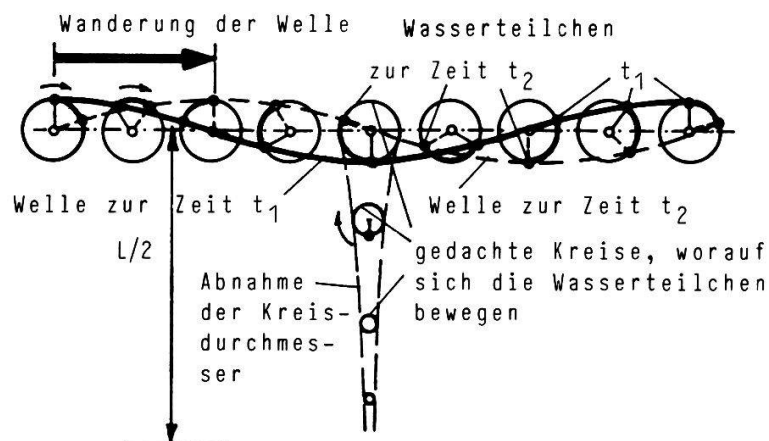 Wanderung der Welle
Wasserteilchen
zur Zeit t2
t1
Welle zur Zeit t1
Welle zur Zeit t2
L/2
gedachte Kreise, worauf
sich die Wasserteilchen
bewegen
Abnahme
der Kreis-
durchmes-
ser